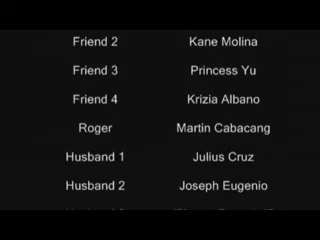 Friend 2 Kane Molina
Friend 3 Princess Yu
Friend 4 Krizia Albano
Roger Martin Cabacang
Husband 1 Julius Cruz
Husband 2 Joseph Eugenio